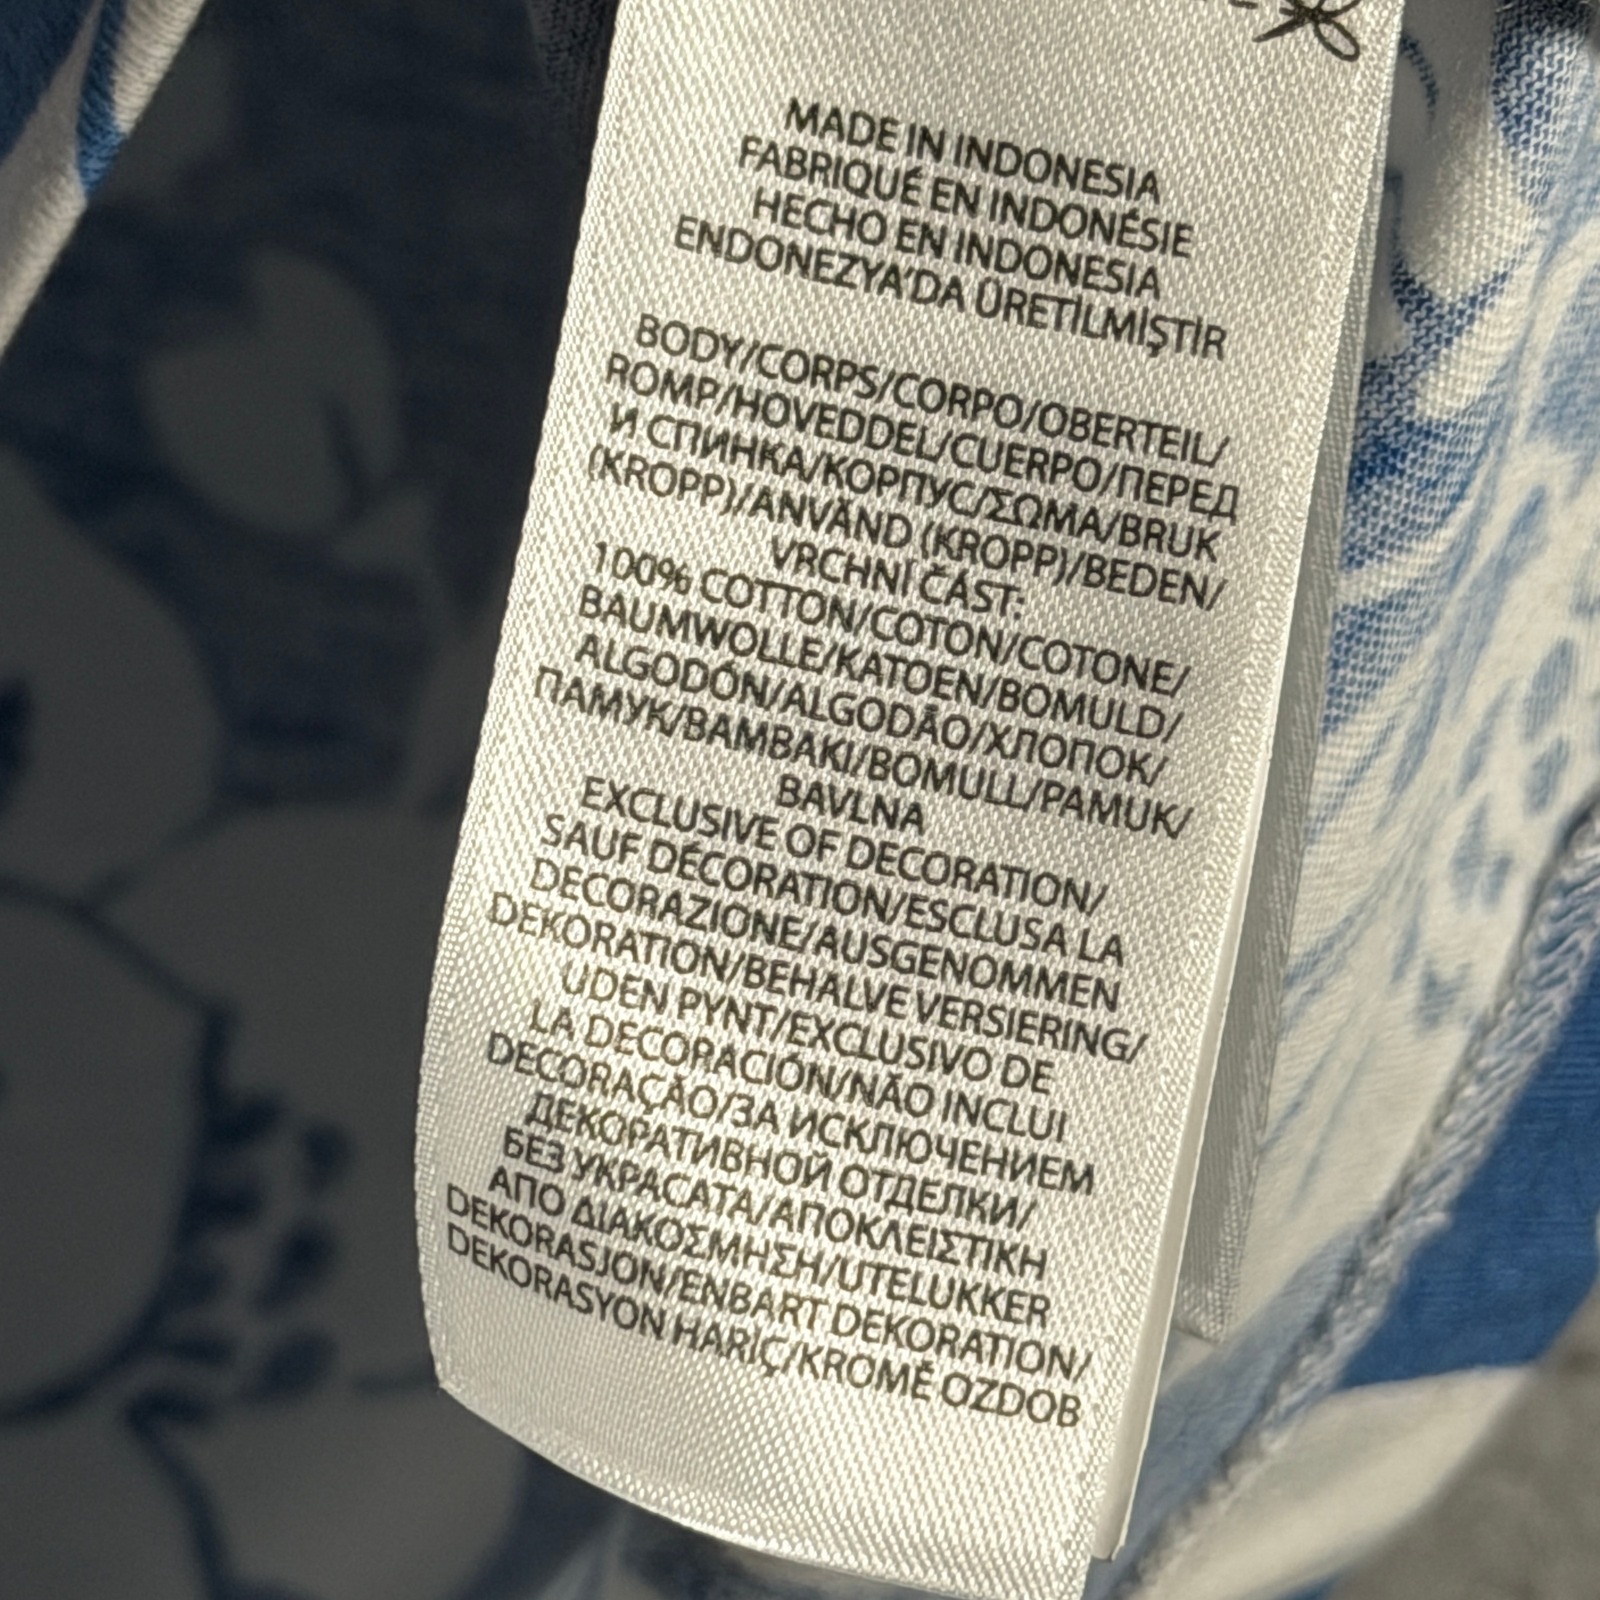 MADE IN INDONESIA
FABRIQUÉ EN INDONÉSIE
HECHO EN INDONESIA
ENDONEZYA'DA ÜRETİLMİŞTİR
BODY/CORPS/CORPO/OBERTEIL/
ROMP/HOVEDDEL/CUERPO/ПЕРЕД
И СПИНКА/КОРПУС/ΣΩΜΑ/BRUK
(KROPP)/ANVÄND (KROPP)/BEDEN/
VRCHNÍ ČÁST:
100% COTTON/COTON/COTONE/
BAUMWOLLE/KATOEN/BOMULD/
ALGODÓN/ALGODÃO/ХЛОПОК/
ПАМУК/BAMBAKI/BOMULL/PAMUK/
BAVLNA
EXCLUSIVE OF DECORATION/
SAUF DÉCORATION/ESCLUSA LA
DECORAZIONE/AUSGENOMMEN
DEKORATION/BEHALVE VERSIERING/
UDEN PYNT/EXCLUSIVO DE
LA DECORACIÓN/NÃO INCLUI
DECORAÇÃO/ЗА ИСКЛЮЧЕНИЕМ
ДЕКОРАТИВНОЙ ОТДЕЛКИ/
БЕЗ УКРАСАТА/ΑΠΟΚΛΕΙΣΤΙΚΗ
ΑΠΟ ΔΙΑΚΟΣΜΗΣΗ/UTELUKKER
DEKORASJON/ENBART DEKORATION/
DEKORASYON HARİÇ/KROMĚ OZDOB